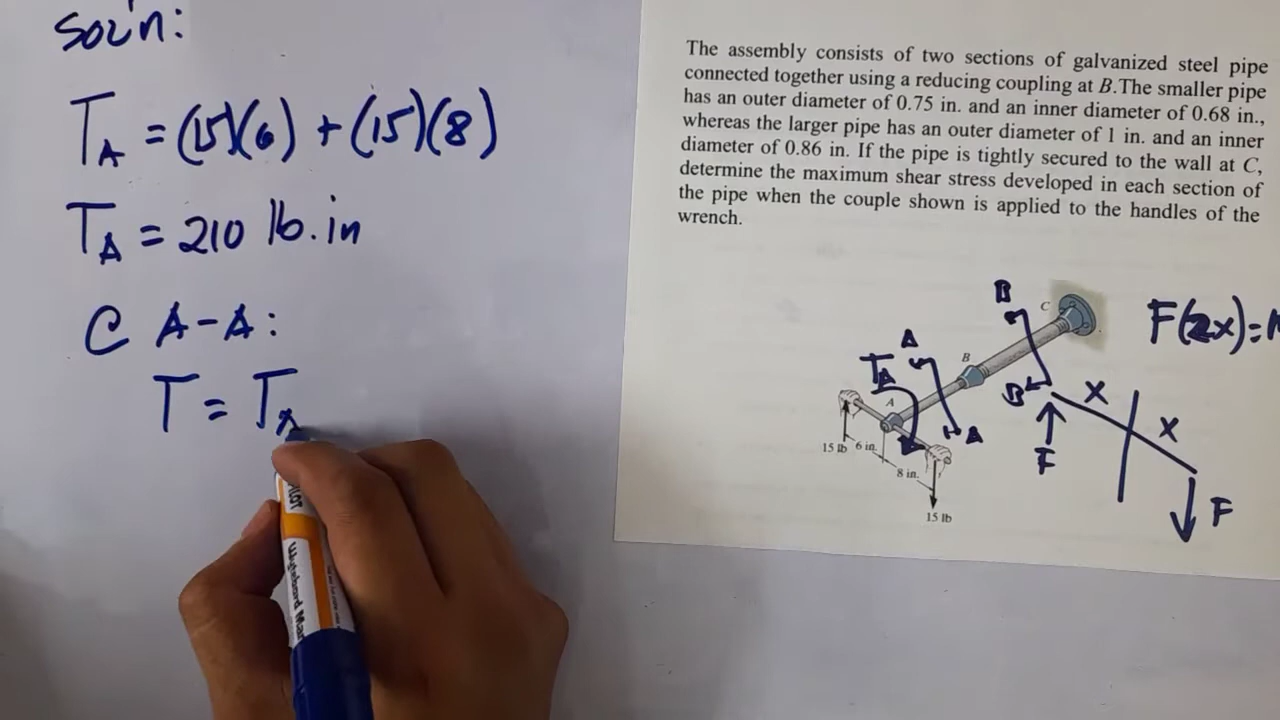 Sol'n:
TA = (15)(6) + (15)(8)
TA = 210 lb.in
C A-A:
T = TA
The assembly consists of two sections of galvanized steel pipe
connected together using a reducing coupling at B. The smaller pipe
has an outer diameter of 0.75 in. and an inner diameter of 0.68 in.,
whereas the larger pipe has an outer diameter of 1 in. and an inner
diameter of 0.86 in. If the pipe is tightly secured to the wall at C,
determine the maximum shear stress developed in each section of
the pipe when the couple shown is applied to the handles of the
wrench.
B
C
F(2x)=
A
B
TA
B
x
A
x
A
15 lb
6 in.
F
8 in.
F
15 lb
Whiteboard Mar